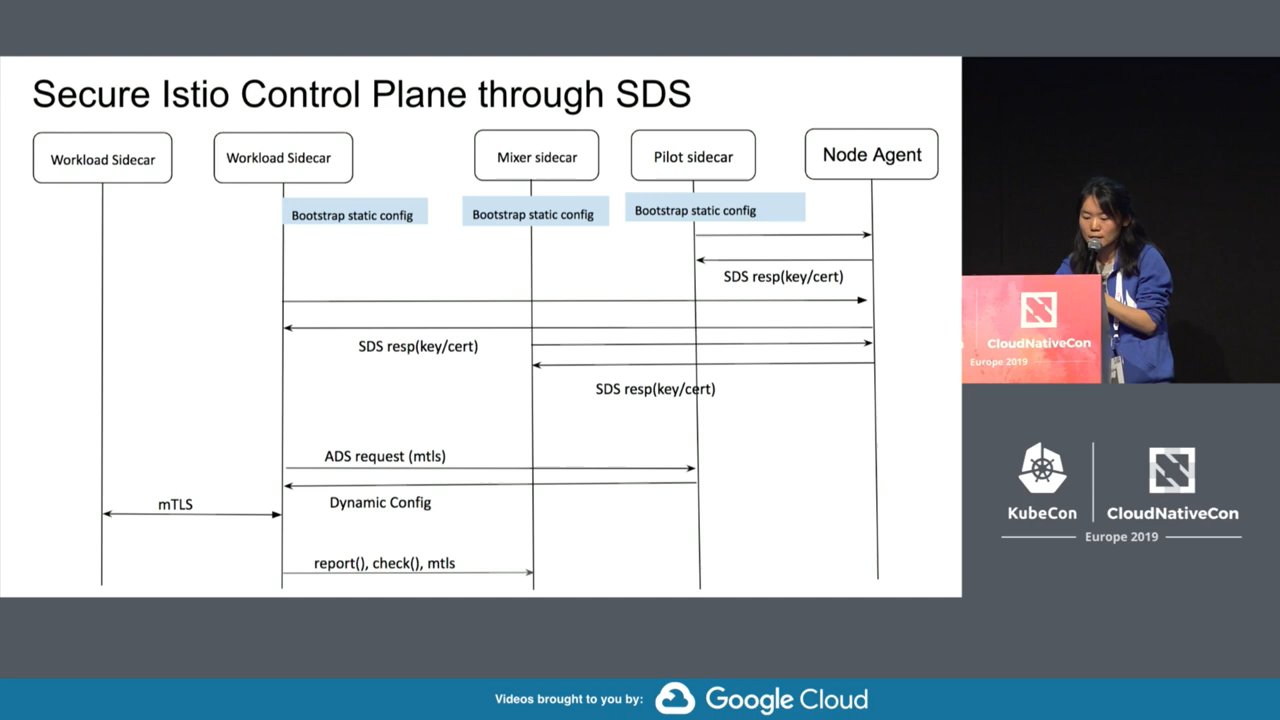 Secure Istio Control Plane through SDS
Workload Sidecar
Workload Sidecar
Mixer sidecar
Pilot sidecar
Node Agent
Bootstrap static config
Bootstrap static config
Bootstrap static config
SDS resp(key/cert)
SDS resp(key/cert)
SDS resp(key/cert)
ADS request (mtls)
Dynamic Config
mTLS
report(), check(), mtls
CloudNativeCon
Europe 2019
KubeCon
CloudNativeCon
Europe 2019
Videos brought to you by:
Google Cloud